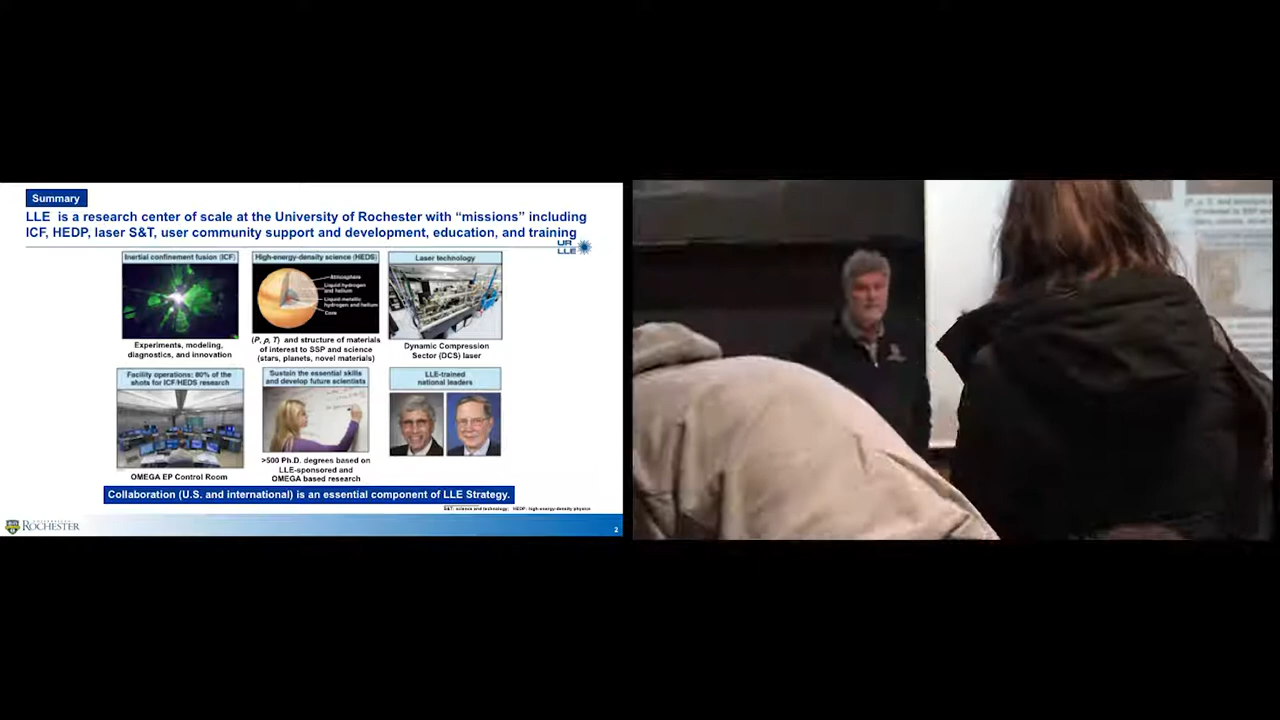 Summary
LLE is a research center of scale at the University of Rochester with “missions” including
ICF, HEDP, laser S&T, user community support and development, education, and training
UR
LLE
Inertial confinement fusion (ICF)
Experiments, modeling,
diagnostics, and innovation
High-energy-density science (HEDS)
Atmosphere
Liquid hydrogen
and helium
Liquid metallic
hydrogen and helium
Core
(P, ρ, T) and structure of materials
of interest to SSP and science
(stars, planets, novel materials)
Laser technology
Dynamic Compression
Sector (DCS) laser
Facility operations: 80% of the
shots for ICF/HEDS research
OMEGA EP Control Room
Sustain the essential skills
and develop future scientists
>500 Ph.D. degrees based on
LLE-sponsored and
OMEGA based research
LLE-trained
national leaders
Collaboration (U.S. and international) is an essential component of LLE Strategy.
S&T: science and technology; HEDP: high-energy-density physics
UNIVERSITY of
ROCHESTER
2